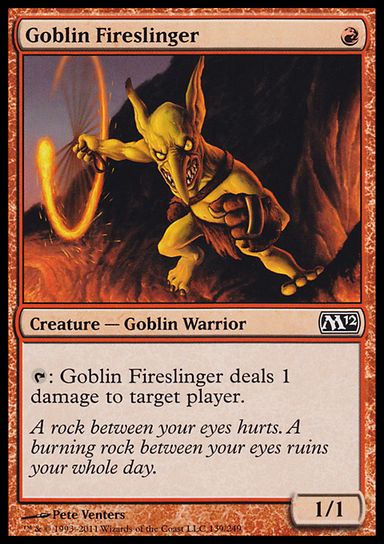 Goblin Fireslinger
Creature — Goblin Warrior
M12
: Goblin Fireslinger deals 1
damage to target player.
A rock between your eyes hurts. A
burning rock between your eyes ruins
your whole day.
Pete Venters
™ & © 1993-2011 Wizards of the Coast LLC 139/249
1/1